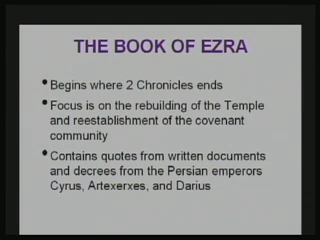 THE BOOK OF EZRA
• Begins where 2 Chronicles ends
• Focus is on the rebuilding of the Temple
and reestablishment of the covenant
community
• Contains quotes from written documents
and decrees from the Persian emperors
Cyrus, Artexerxes, and Darius